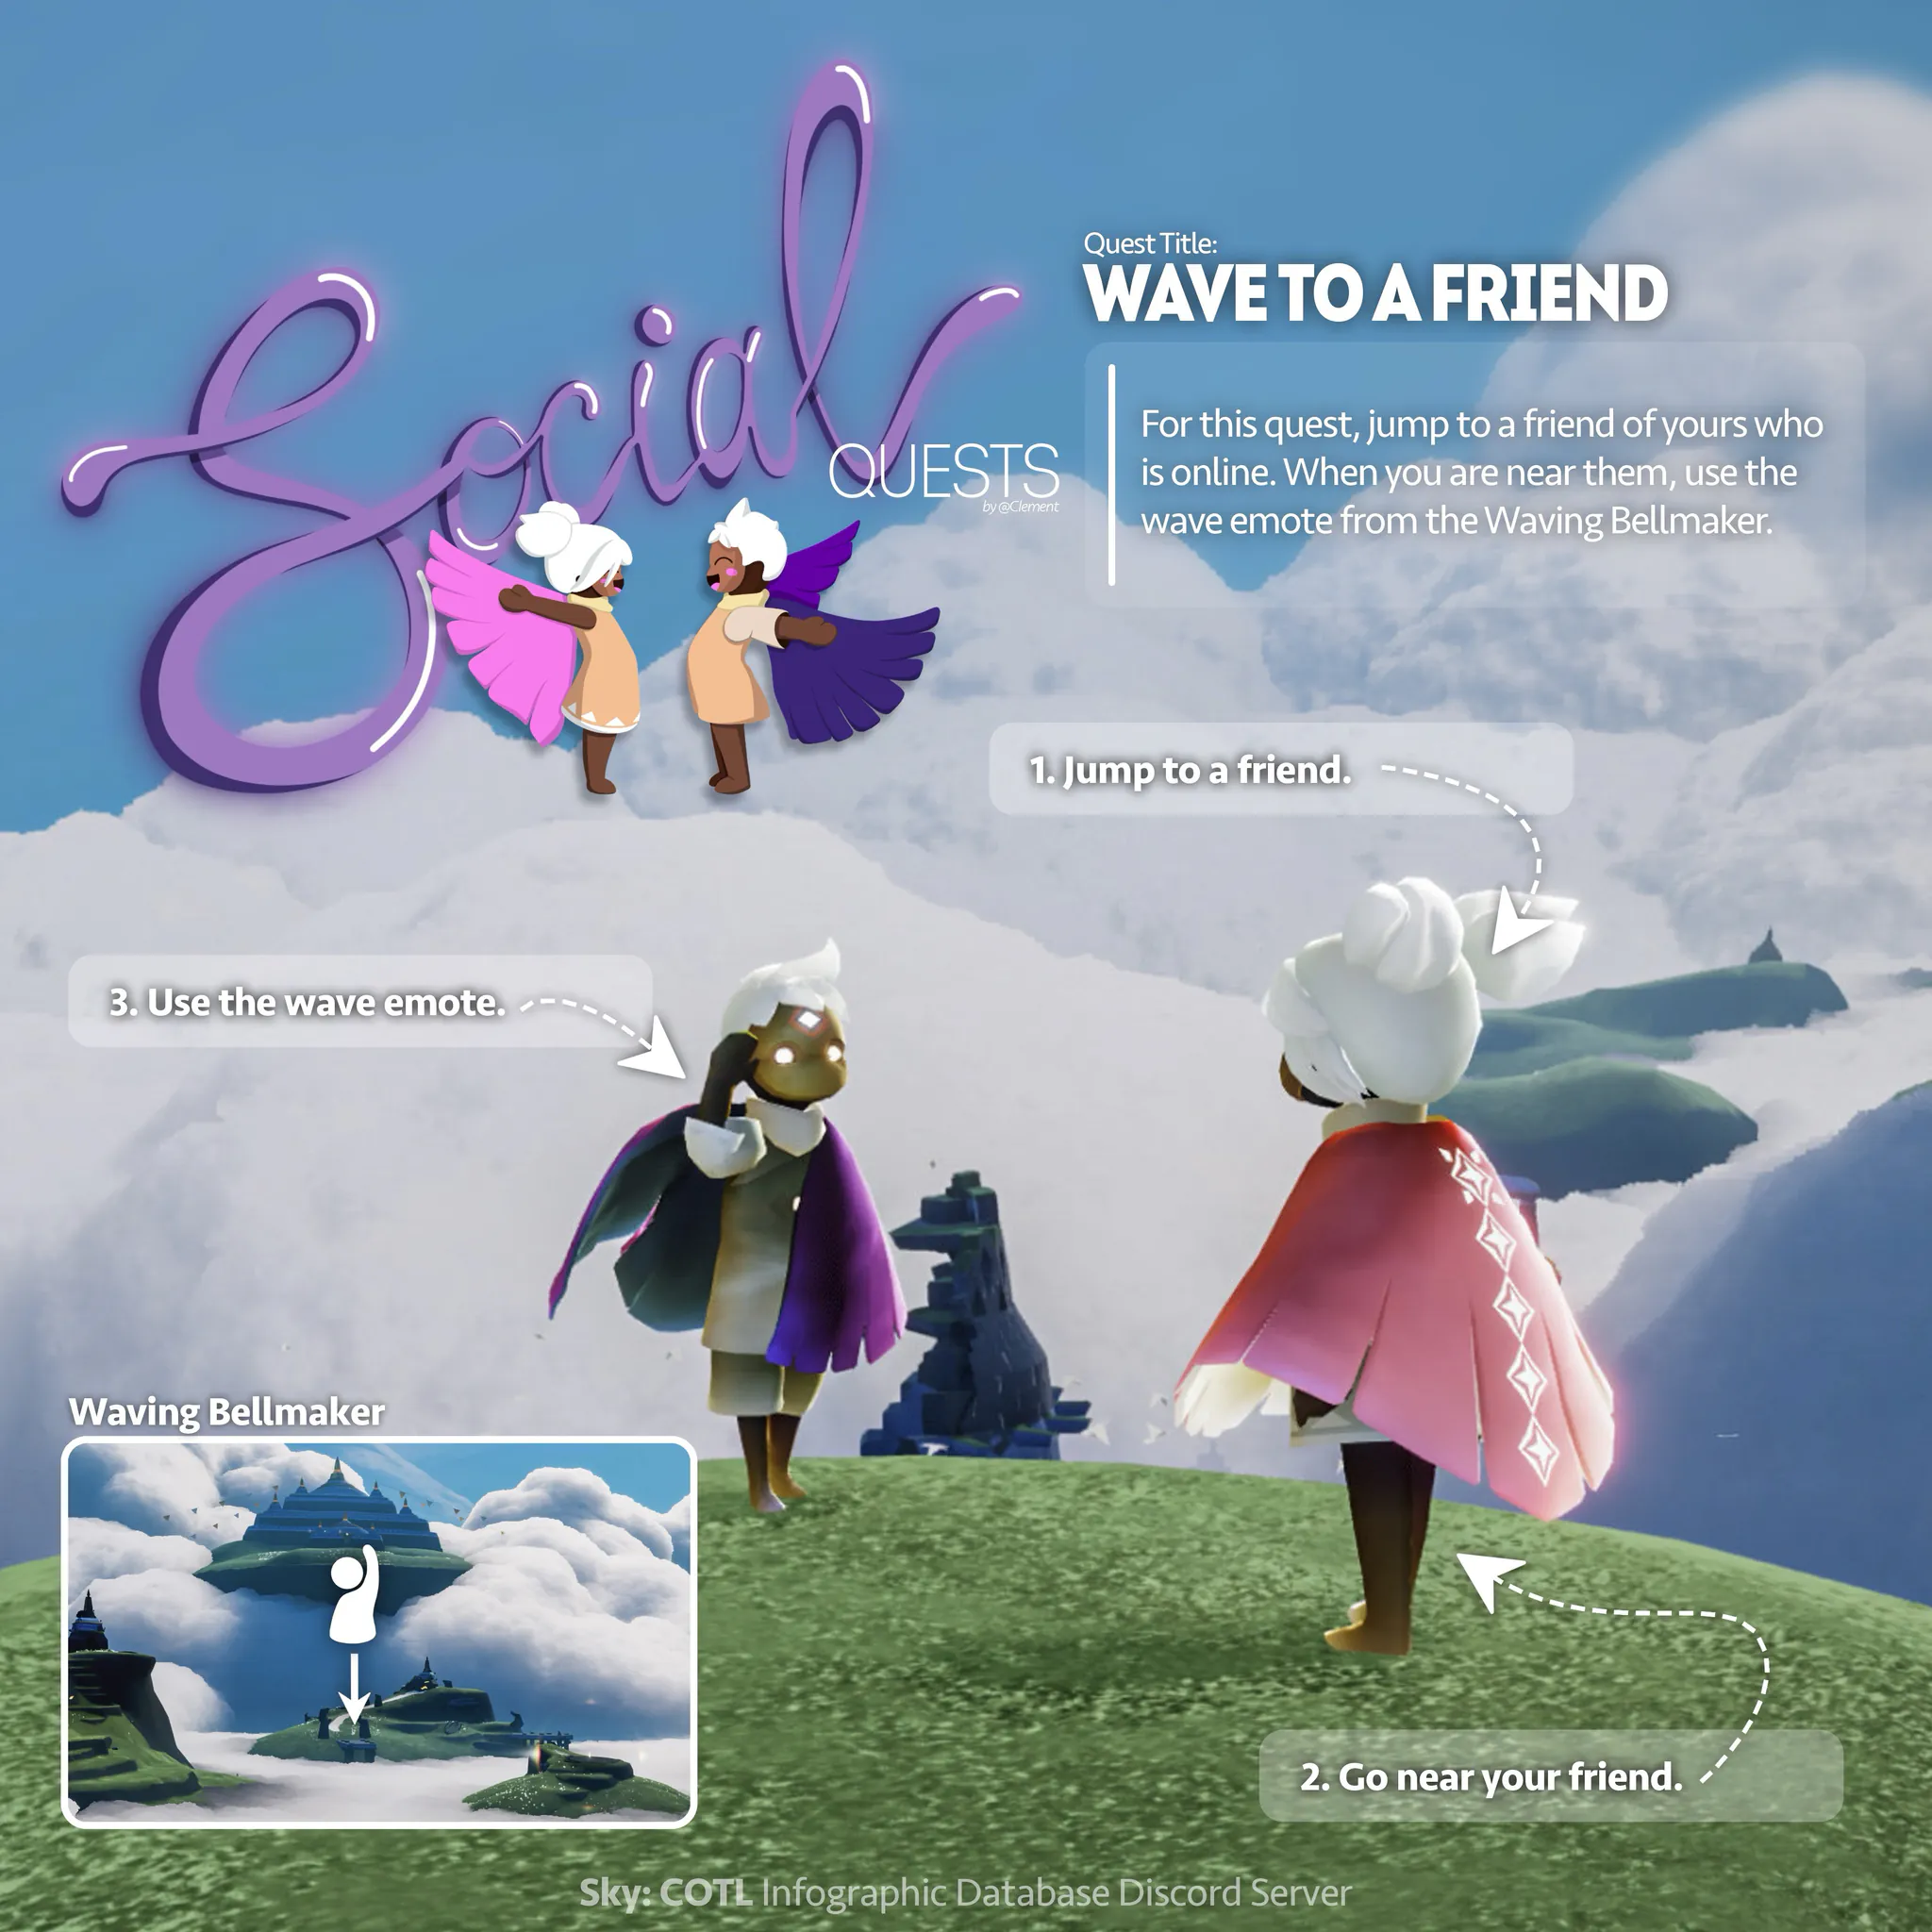 Social
QUESTS
by @Clement
Quest Title:
WAVE TO A FRIEND
For this quest, jump to a friend of yours who
is online. When you are near them, use the
wave emote from the Waving Bellmaker.
1. Jump to a friend.
3. Use the wave emote.
Waving Bellmaker
2. Go near your friend.
Sky: COTL Infographic Database Discord Server